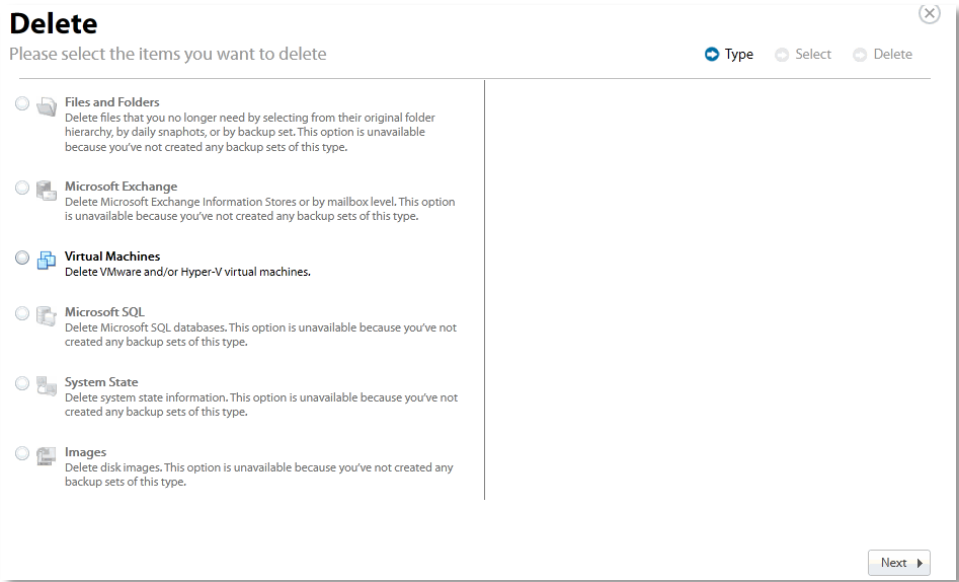 Delete
Please select the items you want to delete
Type
Select
Delete
Files and Folders
Delete files that you no longer need by selecting from their original folder
hierarchy, by daily snaphots, or by backup set. This option is unavailable
because you've not created any backup sets of this type.
Microsoft Exchange
Delete Microsoft Exchange Information Stores or by mailbox level. This option
is unavailable because you've not created any backup sets of this type.
Virtual Machines
Delete VMware and/or Hyper-V virtual machines.
Microsoft SQL
Delete Microsoft SQL databases. This option is unavailable because you've not
created any backup sets of this type.
System State
Delete system state information. This option is unavailable because you've not
created any backup sets of this type.
Images
Delete disk images. This option is unavailable because you've not created any
backup sets of this type.
Next